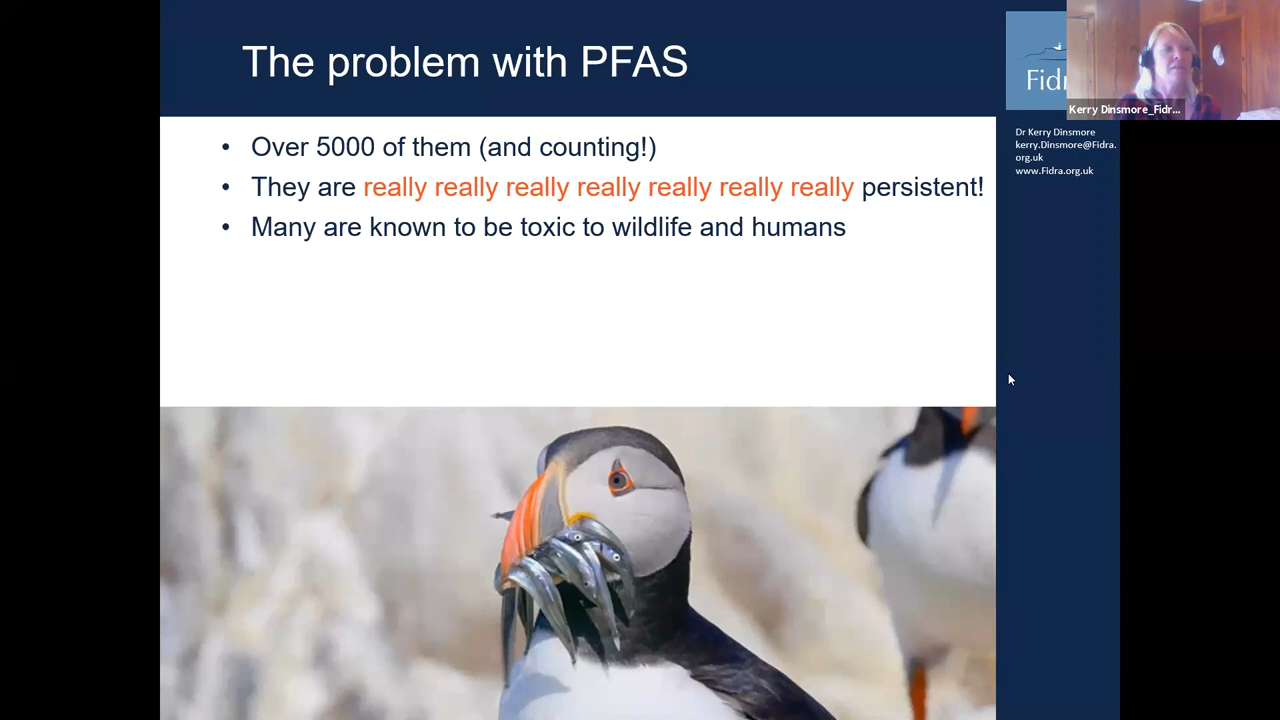 The problem with PFAS
• Over 5000 of them (and counting!)
• They are really really really really really really really persistent!
• Many are known to be toxic to wildlife and humans
Kerry Dinsmore_Fidr...
Dr Kerry Dinsmore
kerry.Dinsmore@Fidra.
org.uk
www.Fidra.org.uk